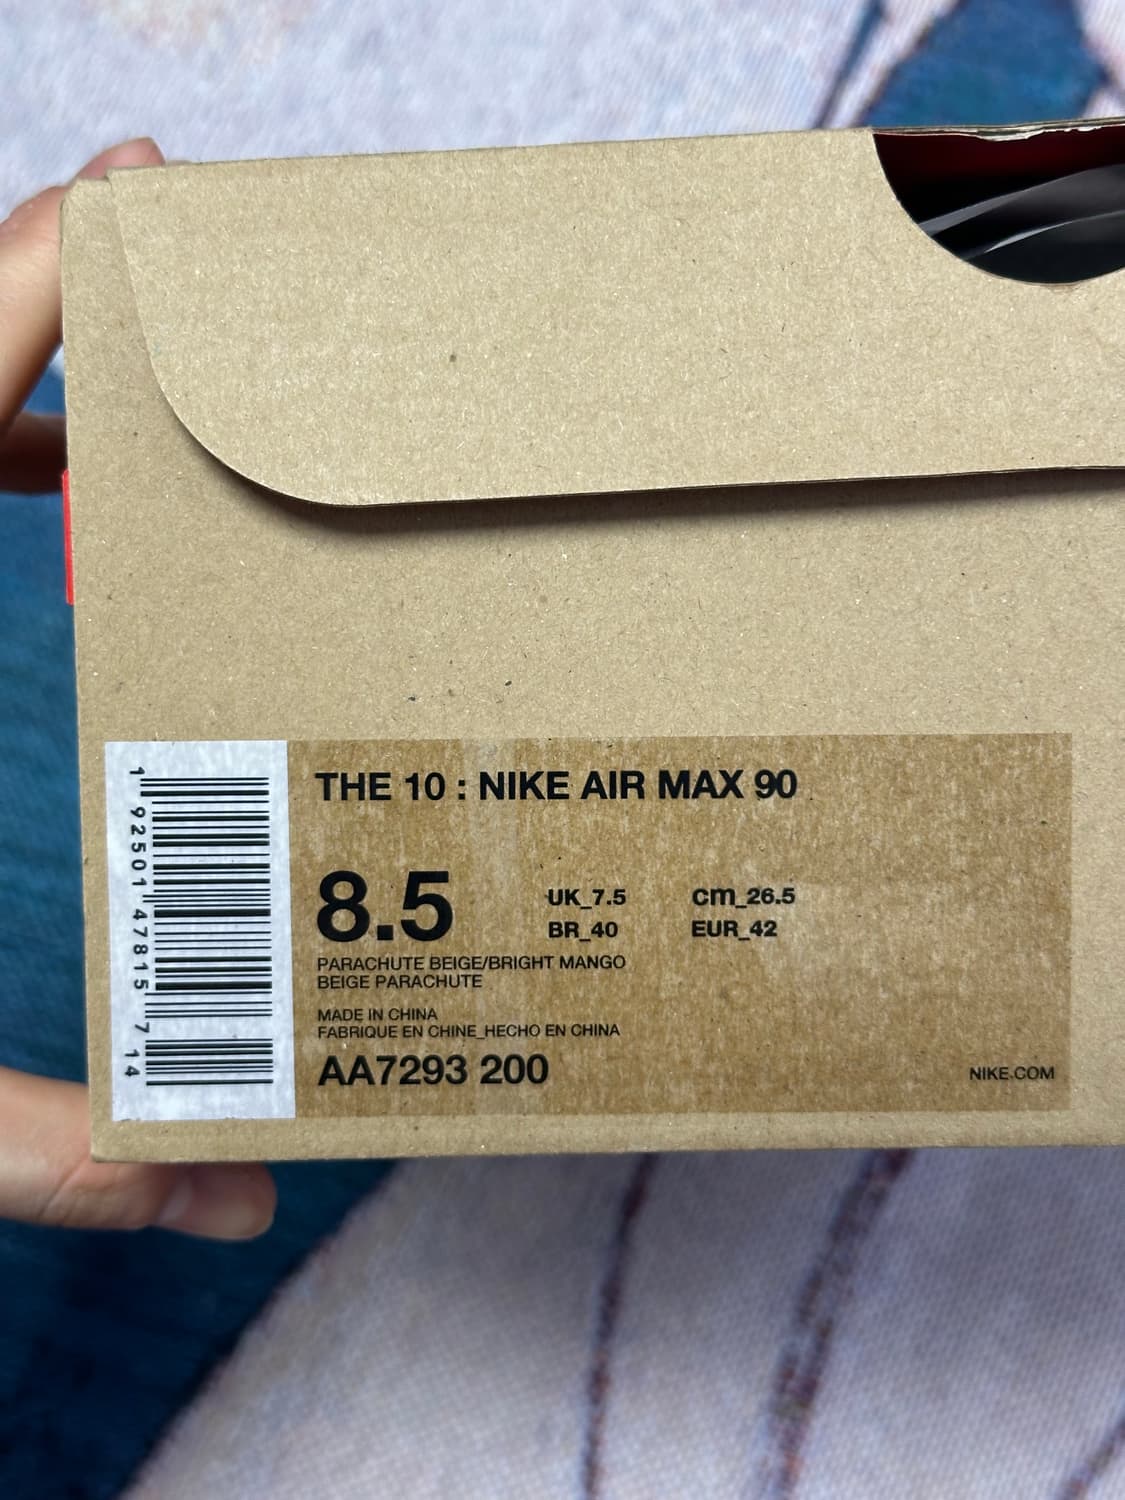 THE 10 : NIKE AIR MAX 90
8.5
UK_7.5 cm_26.5
BR_40 EUR_42
PARACHUTE BEIGE/BRIGHT MANGO
BEIGE PARACHUTE
MADE IN CHINA
FABRIQUE EN CHINE_HECHO EN CHINA
AA7293 200
NIKE.COM
1 92501 47815 7 14